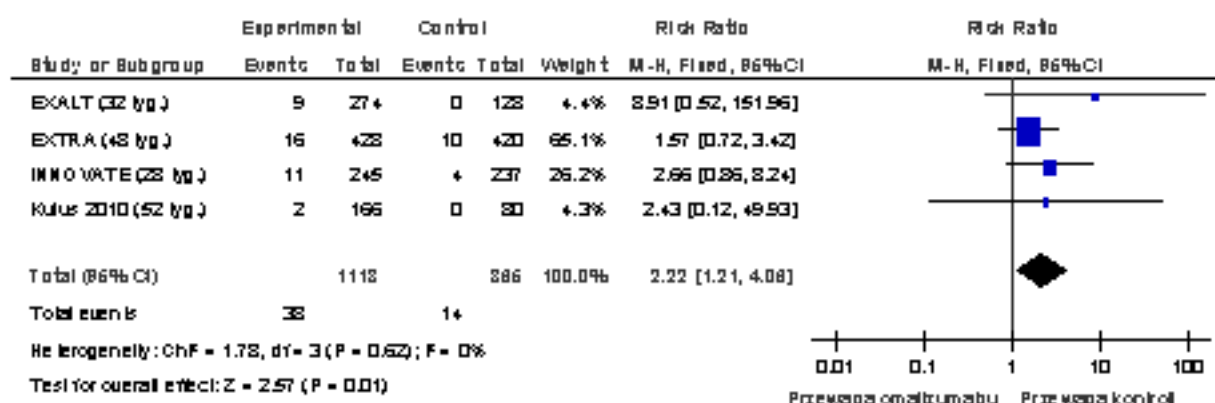 Experimental Control Risk Ratio Risk Ratio
Study or Subgroup Events Total Events Total Weight M-H, Fixed, 95% CI M-H, Fixed, 95% CI
EXALT (32 tyg.) 9 274 0 128 4.4% 8.91 [0.52, 151.96]
EXTRA (48 tyg.) 16 428 10 420 65.1% 1.57 [0.72, 3.42]
INNOVATE (28 tyg.) 11 245 4 237 26.2% 2.66 [0.86, 8.24]
Kulus 2010 (52 tyg.) 2 166 0 80 4.3% 2.43 [0.12, 49.93]
Total (95% CI) 1113 865 100.0% 2.22 [1.21, 4.08]
Total events 38 14
Heterogeneity: Chi² = 1.78, df = 3 (P = 0.62); I² = 0%
Test for overall effect: Z = 2.57 (P = 0.01)
0.01 0.1 1 10 100
Przewaga omalizumabu Przewaga kontroli